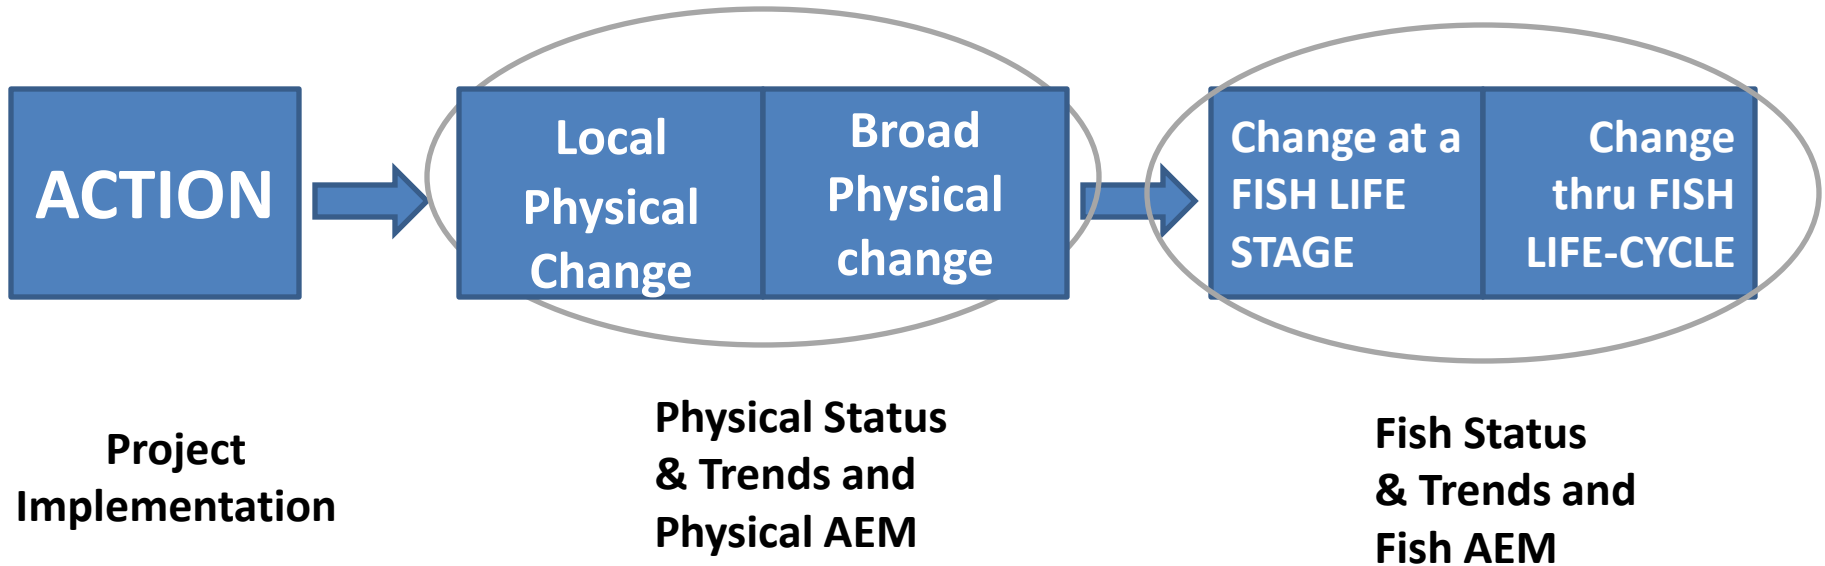 ACTION
Local
Physical
Change
Broad
Physical
change
Change at a
FISH LIFE
STAGE
Change
thru FISH
LIFE-CYCLE
Project
Implementation
Physical Status
& Trends and
Physical AEM
Fish Status
& Trends and
Fish AEM